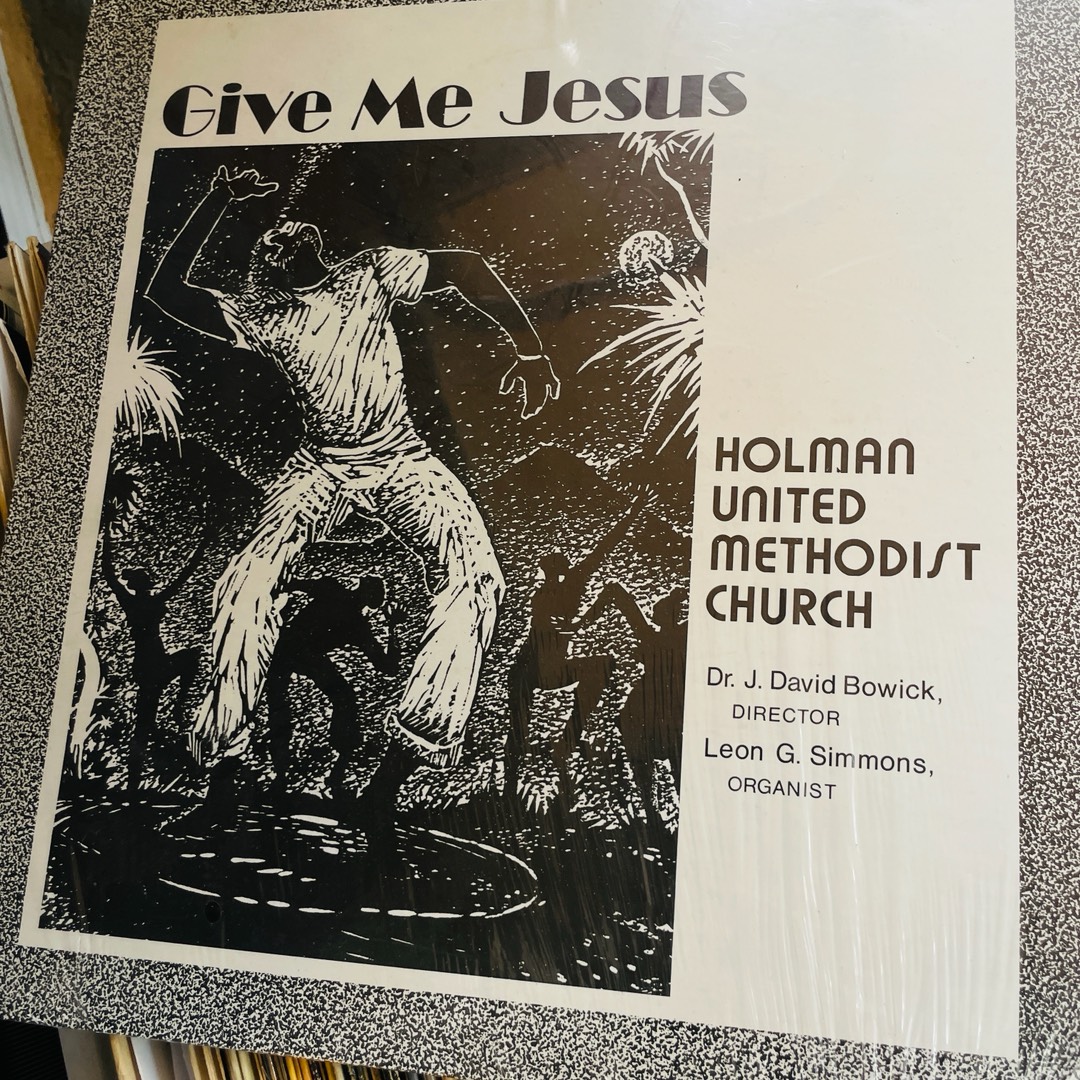 Give Me Jesus
HOLMAN
UNITED
METHODIST
CHURCH
Dr. J. David Bowick,
DIRECTOR
Leon G. Simmons,
ORGANIST